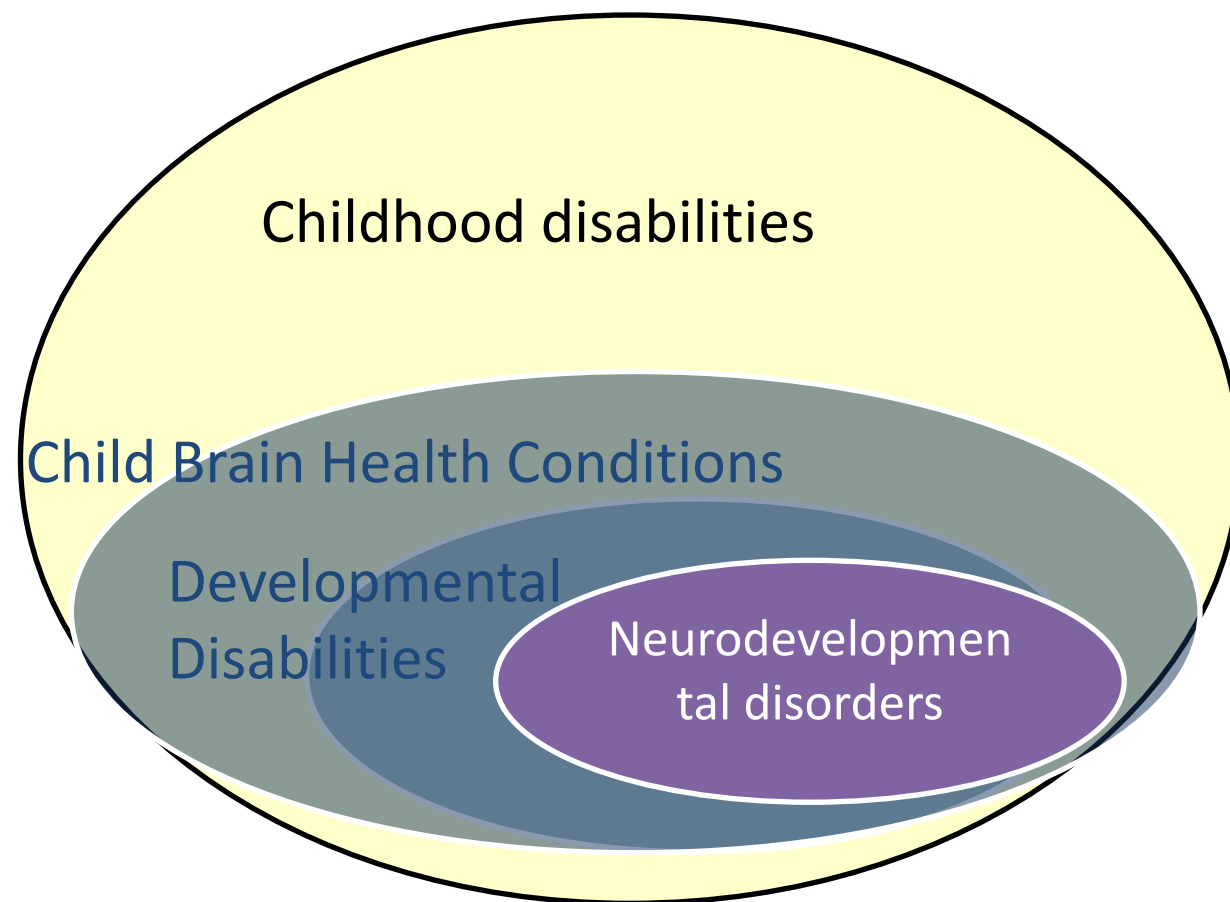 Childhood disabilities
Child Brain Health Conditions
Developmental
Disabilities
Neurodevelopmen
tal disorders